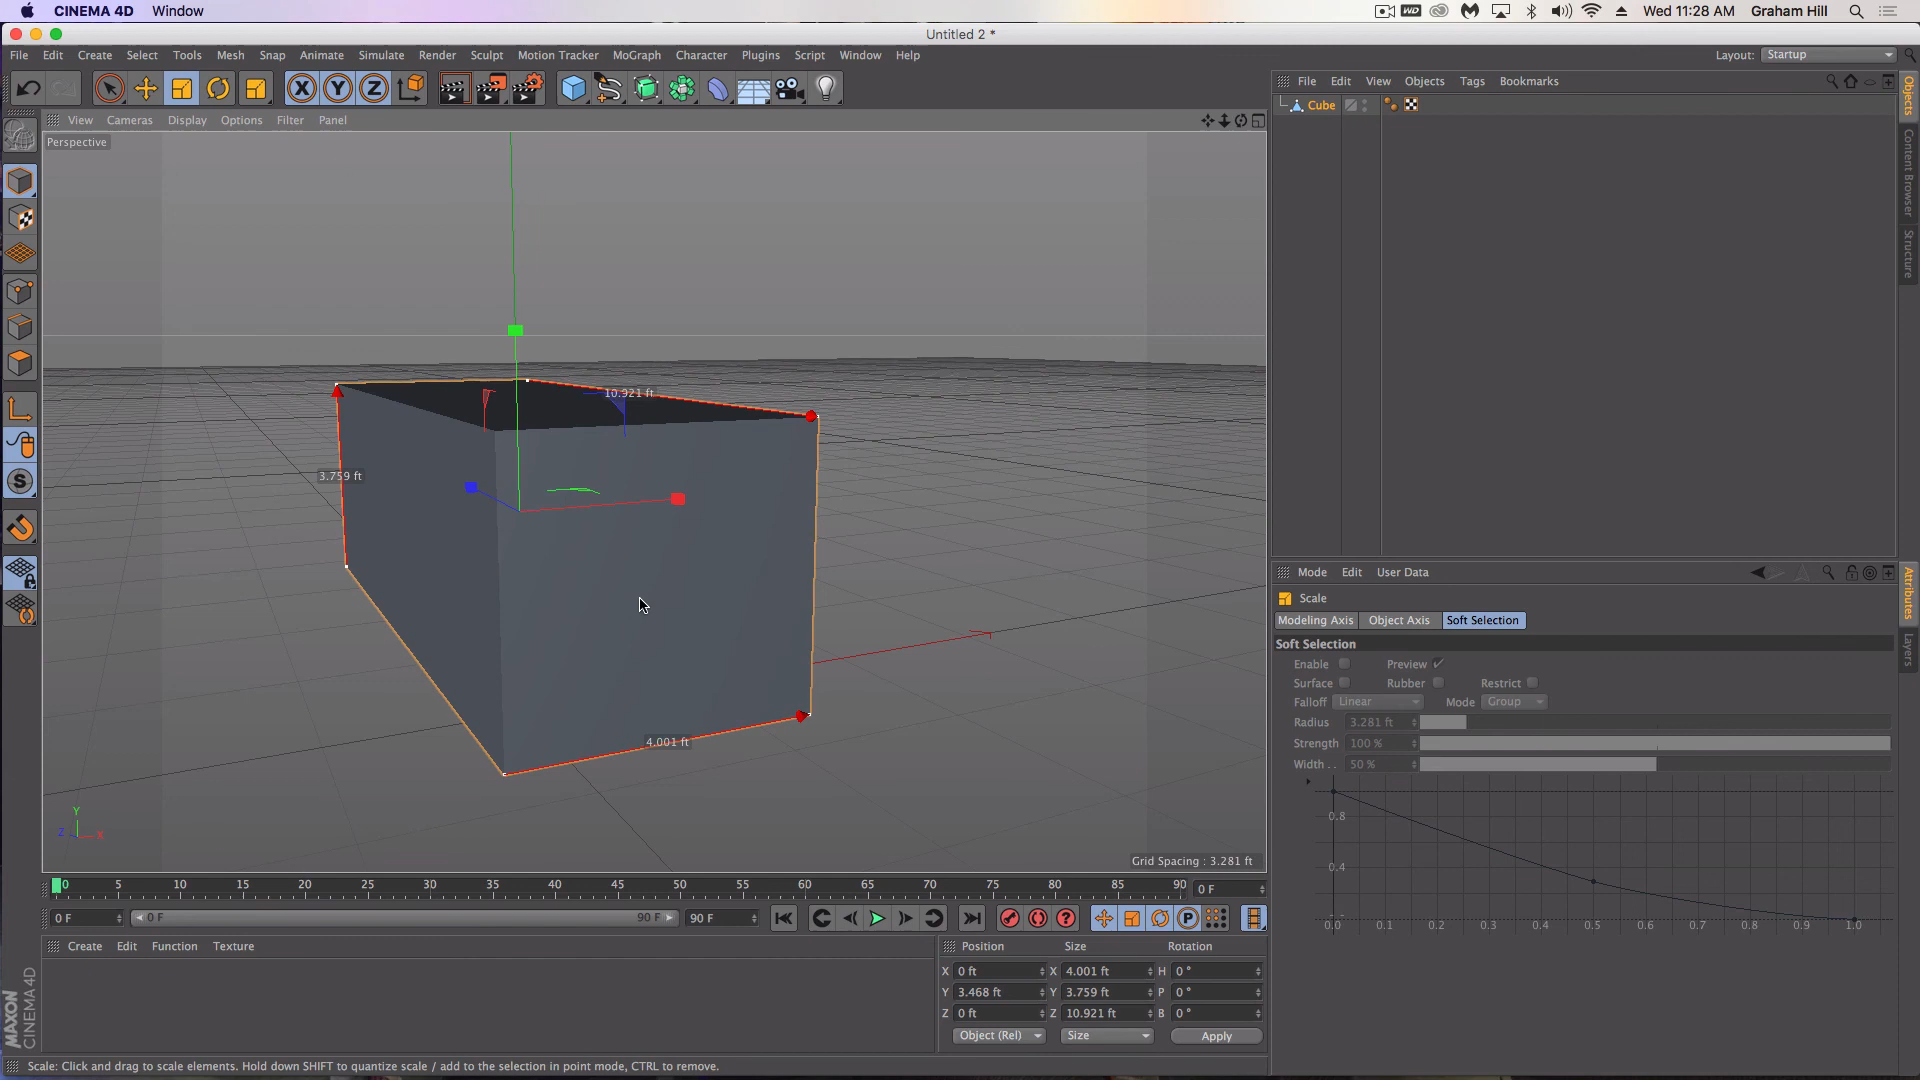 CINEMA 4D Window
Wed 11:28 AM Graham Hill
Untitled 2 *
File Edit Create Select Tools Mesh Snap Animate Simulate Render Sculpt Motion Tracker MoGraph Character Plugins Script Window Help
Layout: Startup
View Cameras Display Options Filter Panel
Perspective
10.921 ft
3.759 ft
4.001 ft
Y
Z X
Grid Spacing : 3.281 ft
0 5 10 15 20 25 30 35 40 45 50 55 60 65 70 75 80 85 90 0 F
0 F 0 F 90 F 90 F
Create Edit Function Texture
MAXON
CINEMA 4D
Position Size Rotation
X 0 ft X 4.001 ft H 0 °
Y 3.468 ft Y 3.759 ft P 0 °
Z 0 ft Z 10.921 ft B 0 °
Object (Rel) Size Apply
Scale: Click and drag to scale elements. Hold down SHIFT to quantize scale / add to the selection in point mode, CTRL to remove.
File Edit View Objects Tags Bookmarks
Cube
Objects
Content Browser
Structure
Mode Edit User Data
Scale
Modeling Axis Object Axis Soft Selection
Soft Selection
Enable Preview
Surface Rubber Restrict
Falloff Linear Mode Group
Radius 3.281 ft
Strength 100 %
Width . . 50 %
0.8
0.4
0.0 0.1 0.2 0.3 0.4 0.5 0.6 0.7 0.8 0.9 1.0
Attributes
Layers